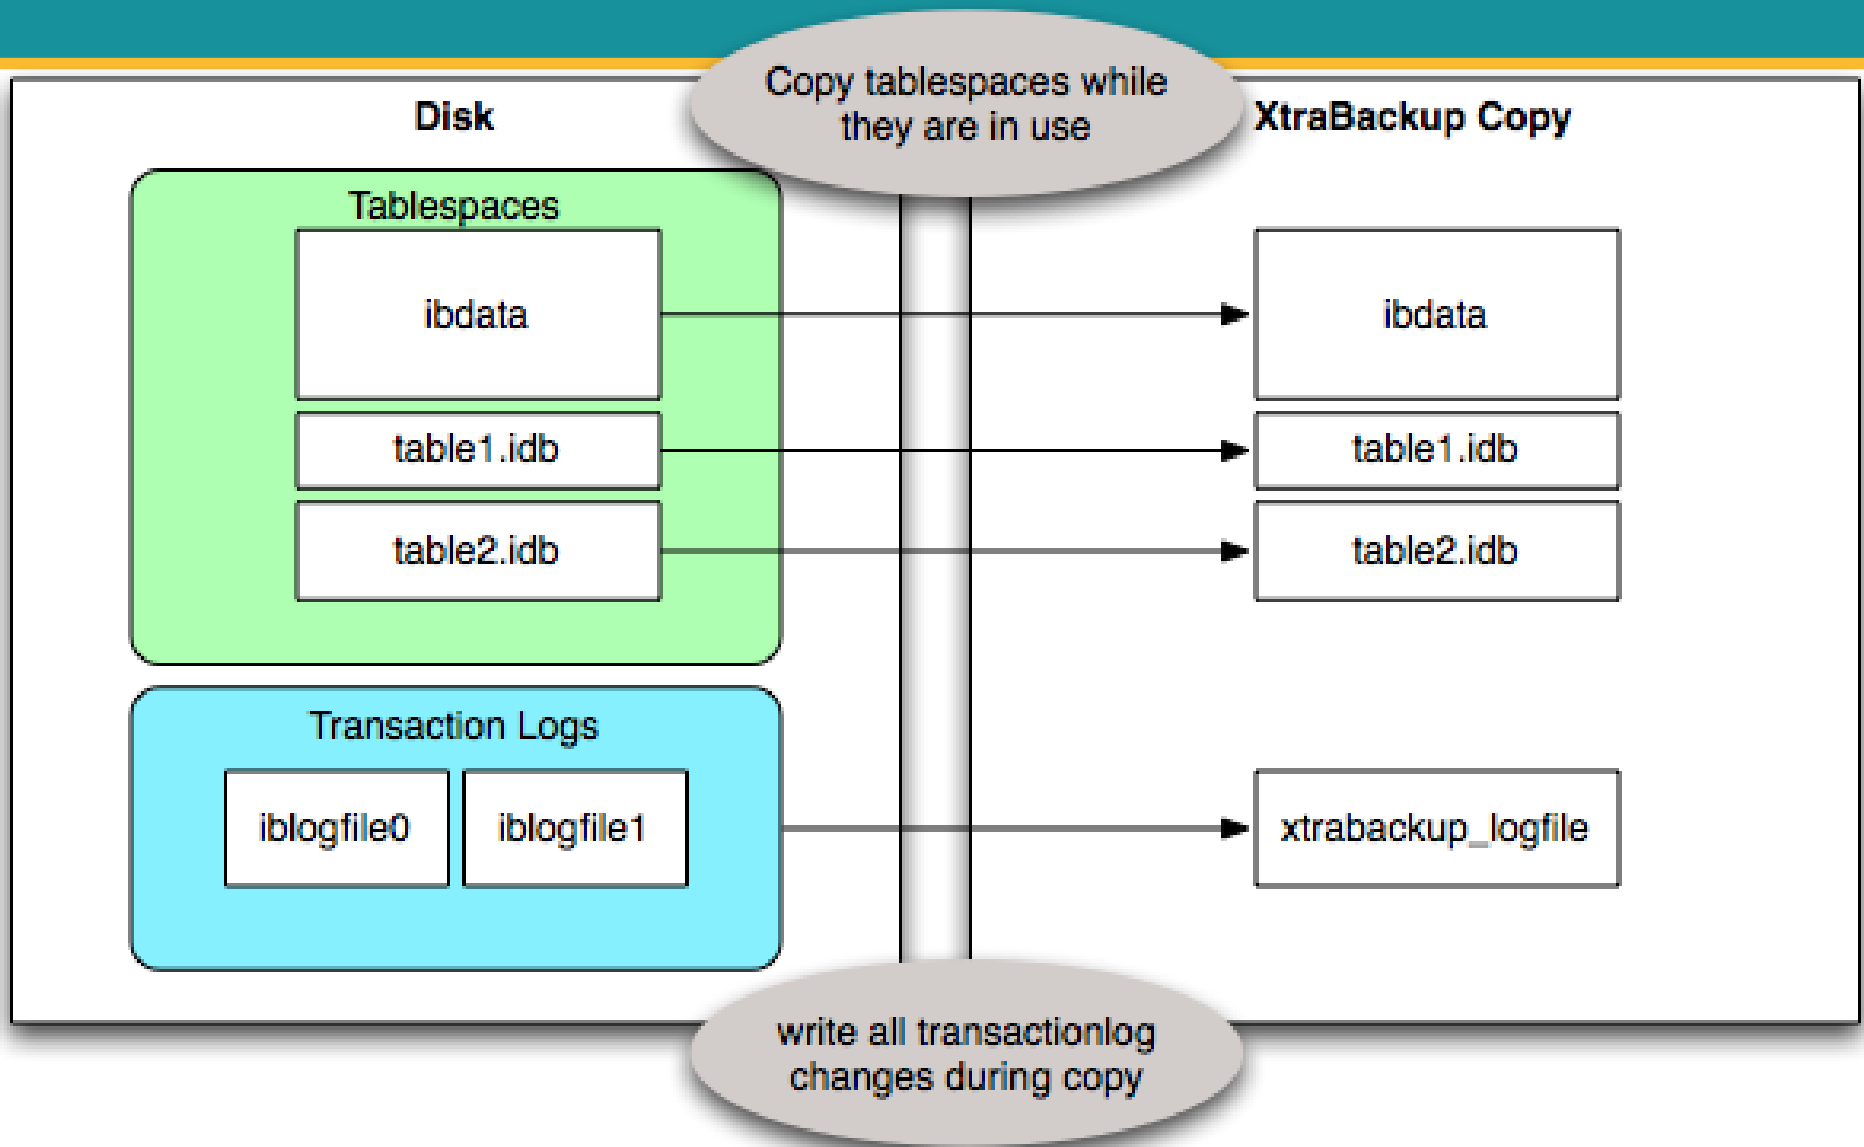 Copy tablespaces while
they are in use
Disk
XtraBackup Copy
Tablespaces
ibdata
ibdata
table1.idb
table1.idb
table2.idb
table2.idb
Transaction Logs
iblogfile0
iblogfile1
xtrabackup_logfile
write all transactionlog
changes during copy